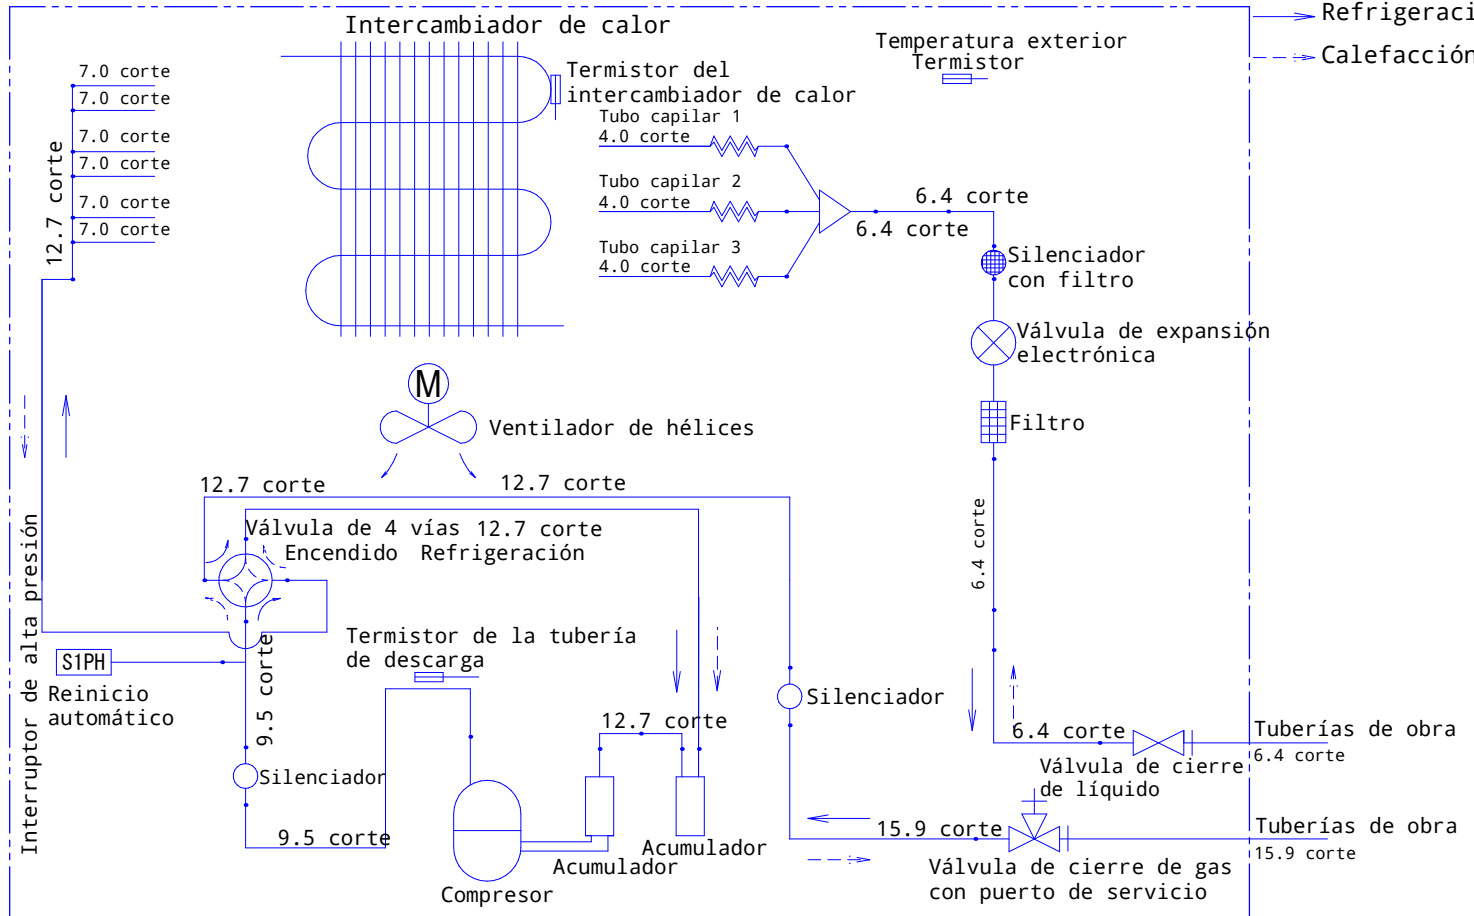 Refrigeraci
Calefacción
Intercambiador de calor
Temperatura exterior
Termistor
Termistor del
intercambiador de calor
7.0 corte
7.0 corte
7.0 corte
7.0 corte
7.0 corte
7.0 corte
12.7 corte
Tubo capilar 1
4.0 corte
Tubo capilar 2
4.0 corte
Tubo capilar 3
4.0 corte
6.4 corte
6.4 corte
Silenciador
con filtro
Válvula de expansión
electrónica
Filtro
M
Ventilador de hélices
12.7 corte
12.7 corte
Válvula de 4 vías
12.7 corte
Encendido Refrigeración
6.4 corte
Interruptor de alta presión
S1PH
Reinicio
automático
9.5 corte
Termistor de la tubería
de descarga
Silenciador
12.7 corte
6.4 corte
Tuberías de obra
6.4 corte
Válvula de cierre
de líquido
Silenciador
9.5 corte
Compresor
Acumulador
Acumulador
15.9 corte
Tuberías de obra
15.9 corte
Válvula de cierre de gas
con puerto de servicio